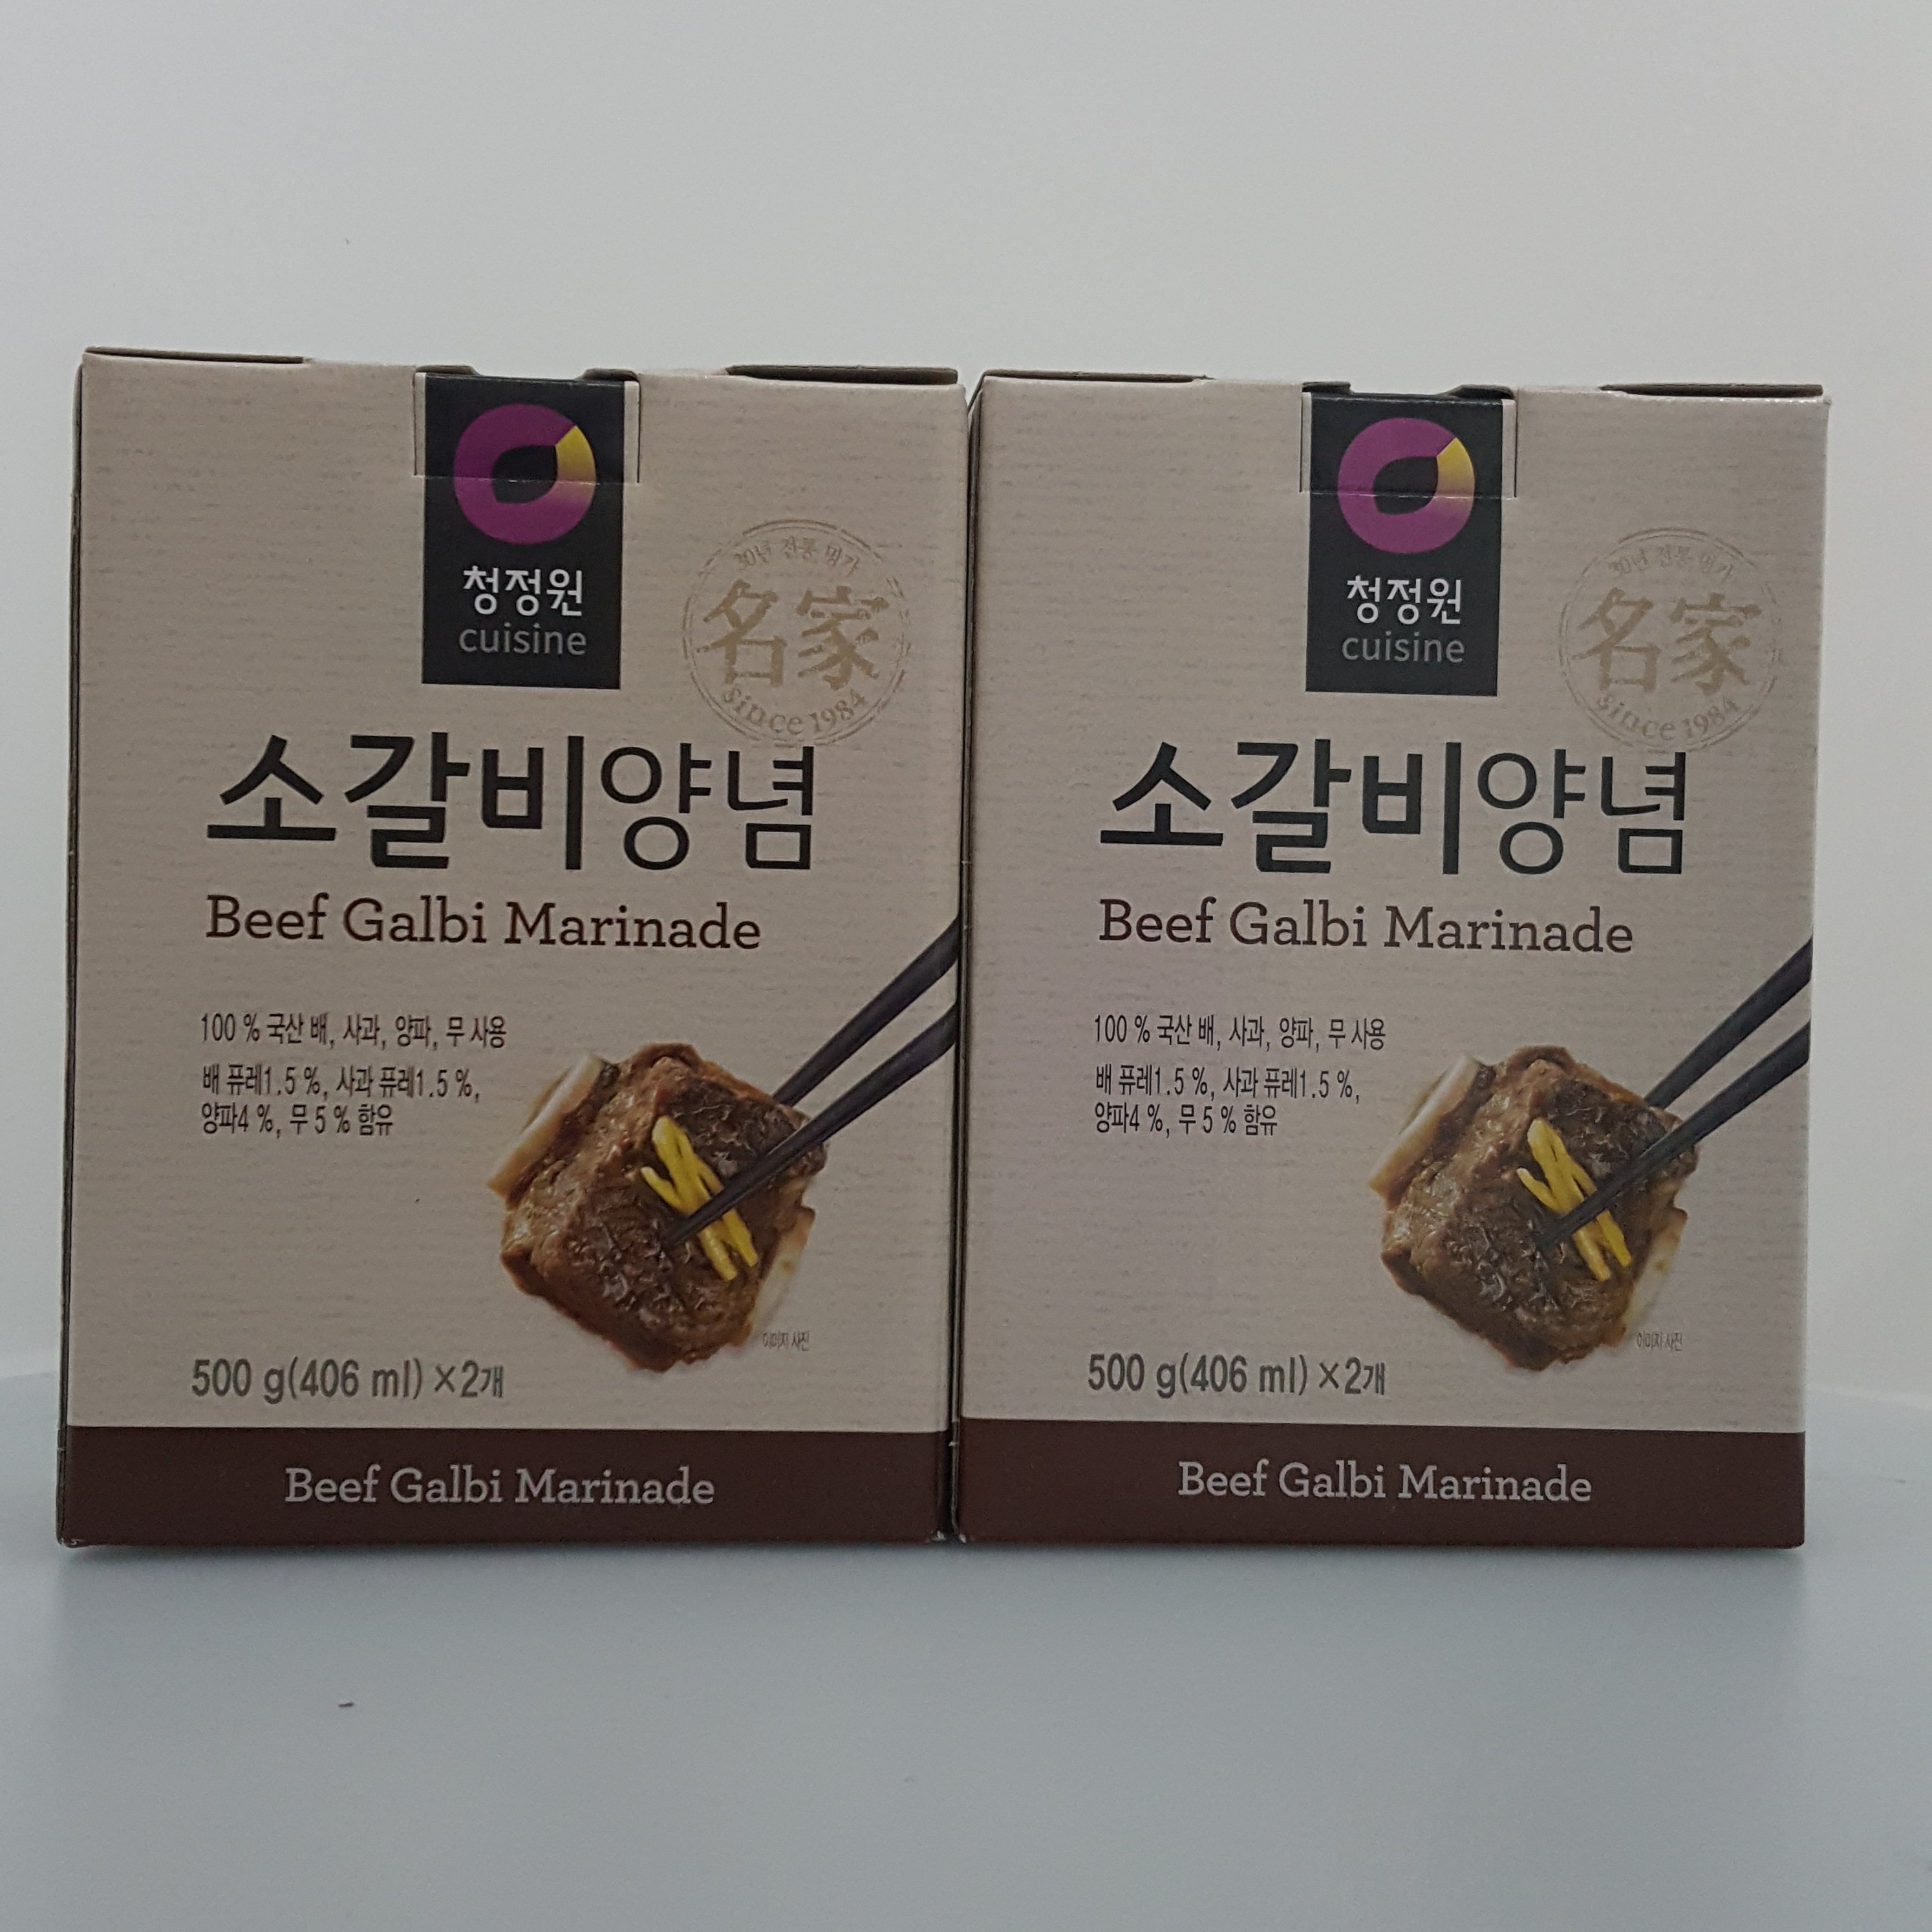 청정원
cuisine
30년 전통 명가
名家
since 1984
소갈비양념
Beef Galbi Marinade
100 % 국산 배, 사과, 양파, 무 사용
배 퓨레1.5 %, 사과 퓨레1.5 %,
양파4 %, 무 5 % 함유
이미지 사진
500 g(406 ml) ×2개
Beef Galbi Marinade
청정원
cuisine
30년 전통 명가
名家
since 1984
소갈비양념
Beef Galbi Marinade
100 % 국산 배, 사과, 양파, 무 사용
배 퓨레1.5 %, 사과 퓨레1.5 %,
양파4 %, 무 5 % 함유
이미지 사진
500 g(406 ml) ×2개
Beef Galbi Marinade